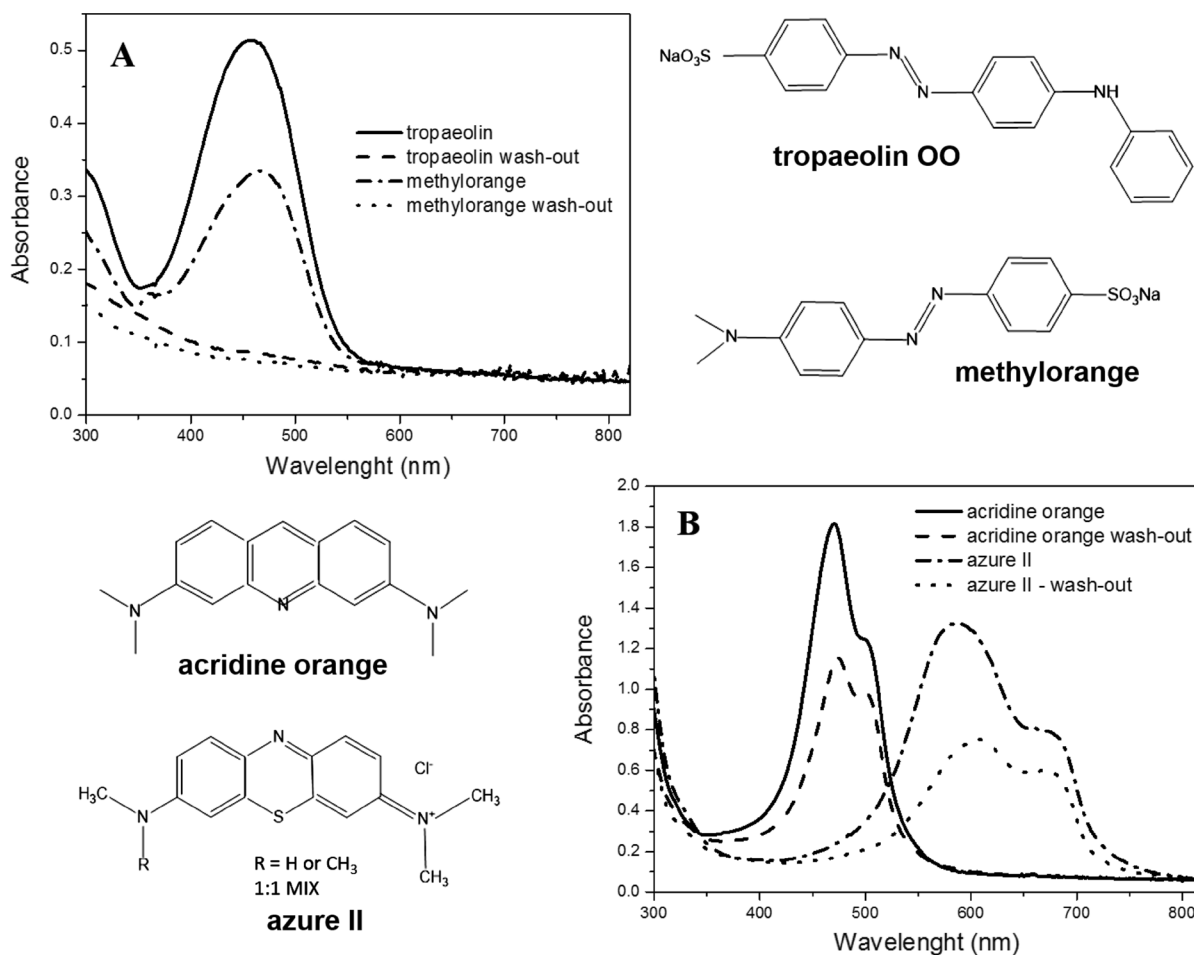 A
0.5
0.4
0.3
0.2
0.1
0.0
Absorbance
tropaeolin
tropaeolin wash-out
methylorange
methylorange wash-out
300
400
500
600
700
800
Wavelenght (nm)
NaO₃S
N
N
NH
tropaeolin OO
N
N
N
SO₃Na
methylorange
N
N
N
acridine orange
N
S
H₃C
N
R
Cl⁻
N⁺
CH₃
CH₃
R = H or CH₃
1:1 MIX
azure II
B
2.0
1.8
1.6
1.4
1.2
1.0
0.8
0.6
0.4
0.2
0.0
Absorbance
acridine orange
acridine orange wash-out
azure II
azure II - wash-out
300
400
500
600
700
800
Wavelenght (nm)